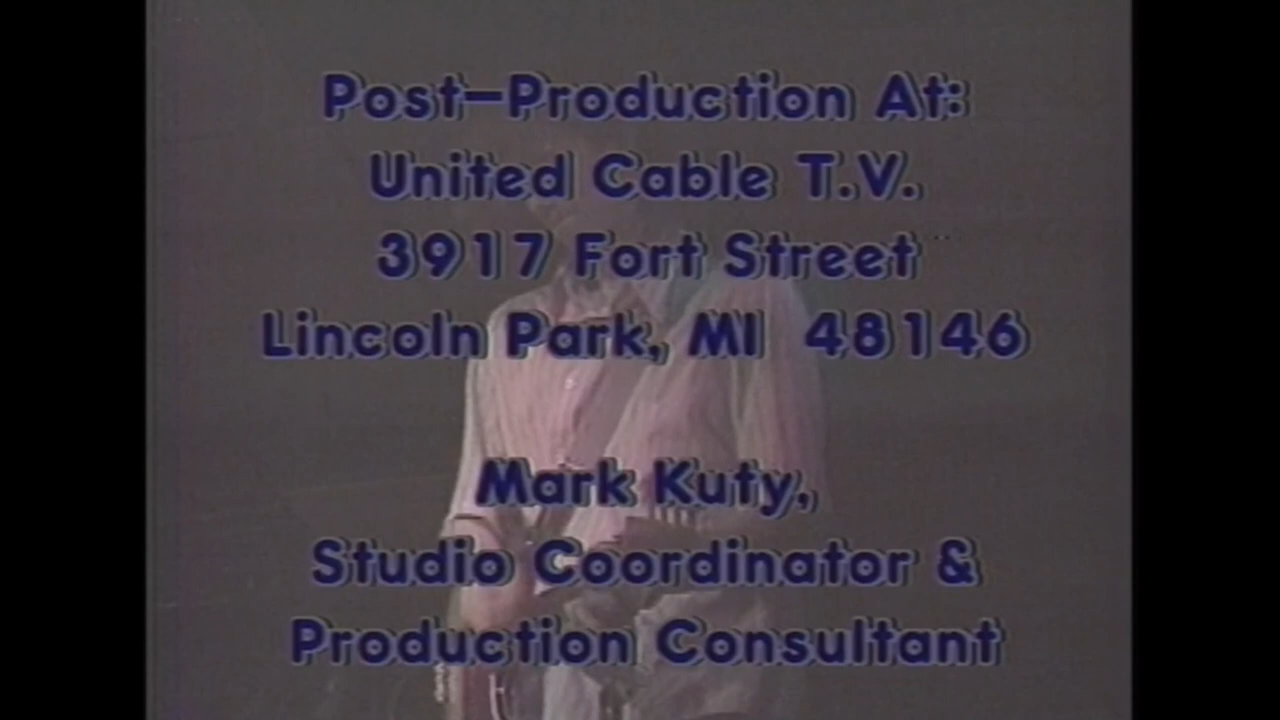 Post-Production At:
United Cable T.V.
3917 Fort Street
Lincoln Park, MI 48146
Mark Kuty,
Studio Coordinator &
Production Consultant